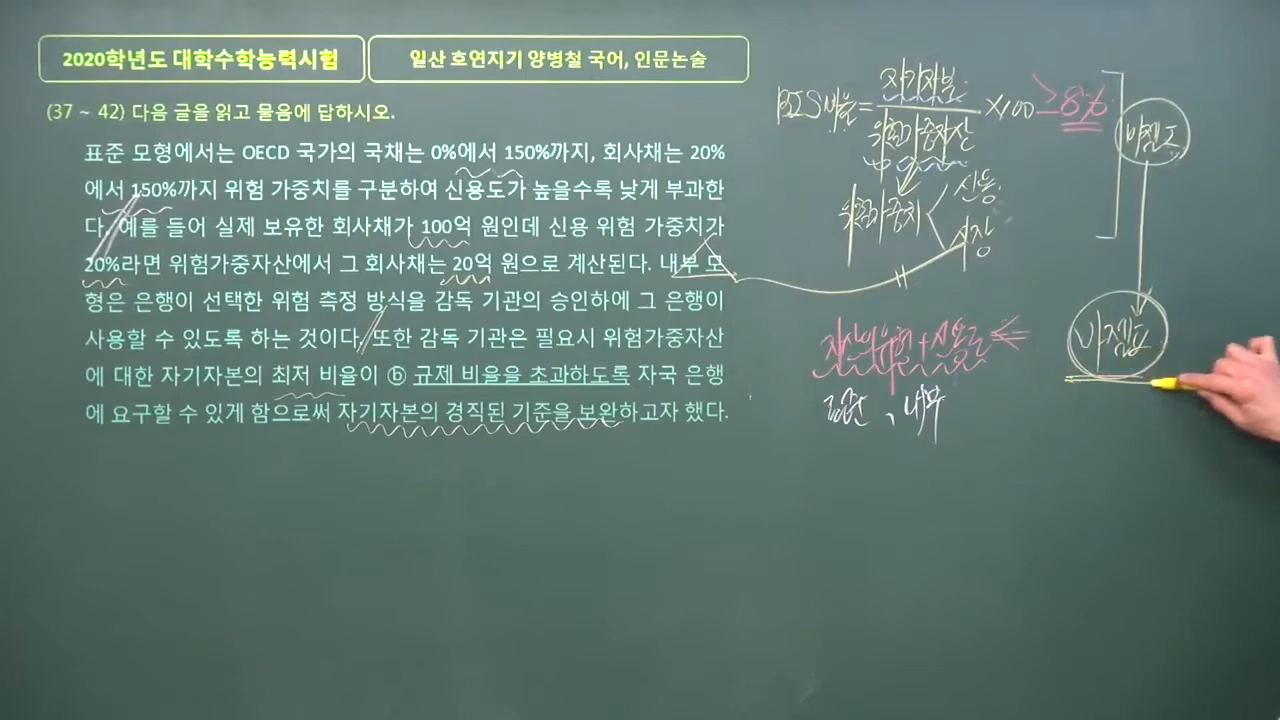 2020학년도 대학수학능력시험
일산 호연지기 양병철 국어, 인문논술
(37 ~ 42) 다음 글을 읽고 물음에 답하시오.
표준 모형에서는 OECD 국가의 국채는 0%에서 150%까지, 회사채는 20%
에서 150%까지 위험 가중치를 구분하여 신용도가 높을수록 낮게 부과한
다. 예를 들어 실제 보유한 회사채가 100억 원인데 신용 위험 가중치가
20%라면 위험가중자산에서 그 회사채는 20억 원으로 계산된다. 내부 모
형은 은행이 선택한 위험 측정 방식을 감독 기관의 승인하에 그 은행이
사용할 수 있도록 하는 것이다. 또한 감독 기관은 필요시 위험가중자산
에 대한 자기자본의 최저 비율이 ⓑ 규제 비율을 초과하도록 자국 은행
에 요구할 수 있게 함으로써 자기자본의 경직된 기준을 보완하고자 했다.
자기자본
BIS비율= X100 ≥8%
위험가중자산
위험가중치
시장
표준, 내부